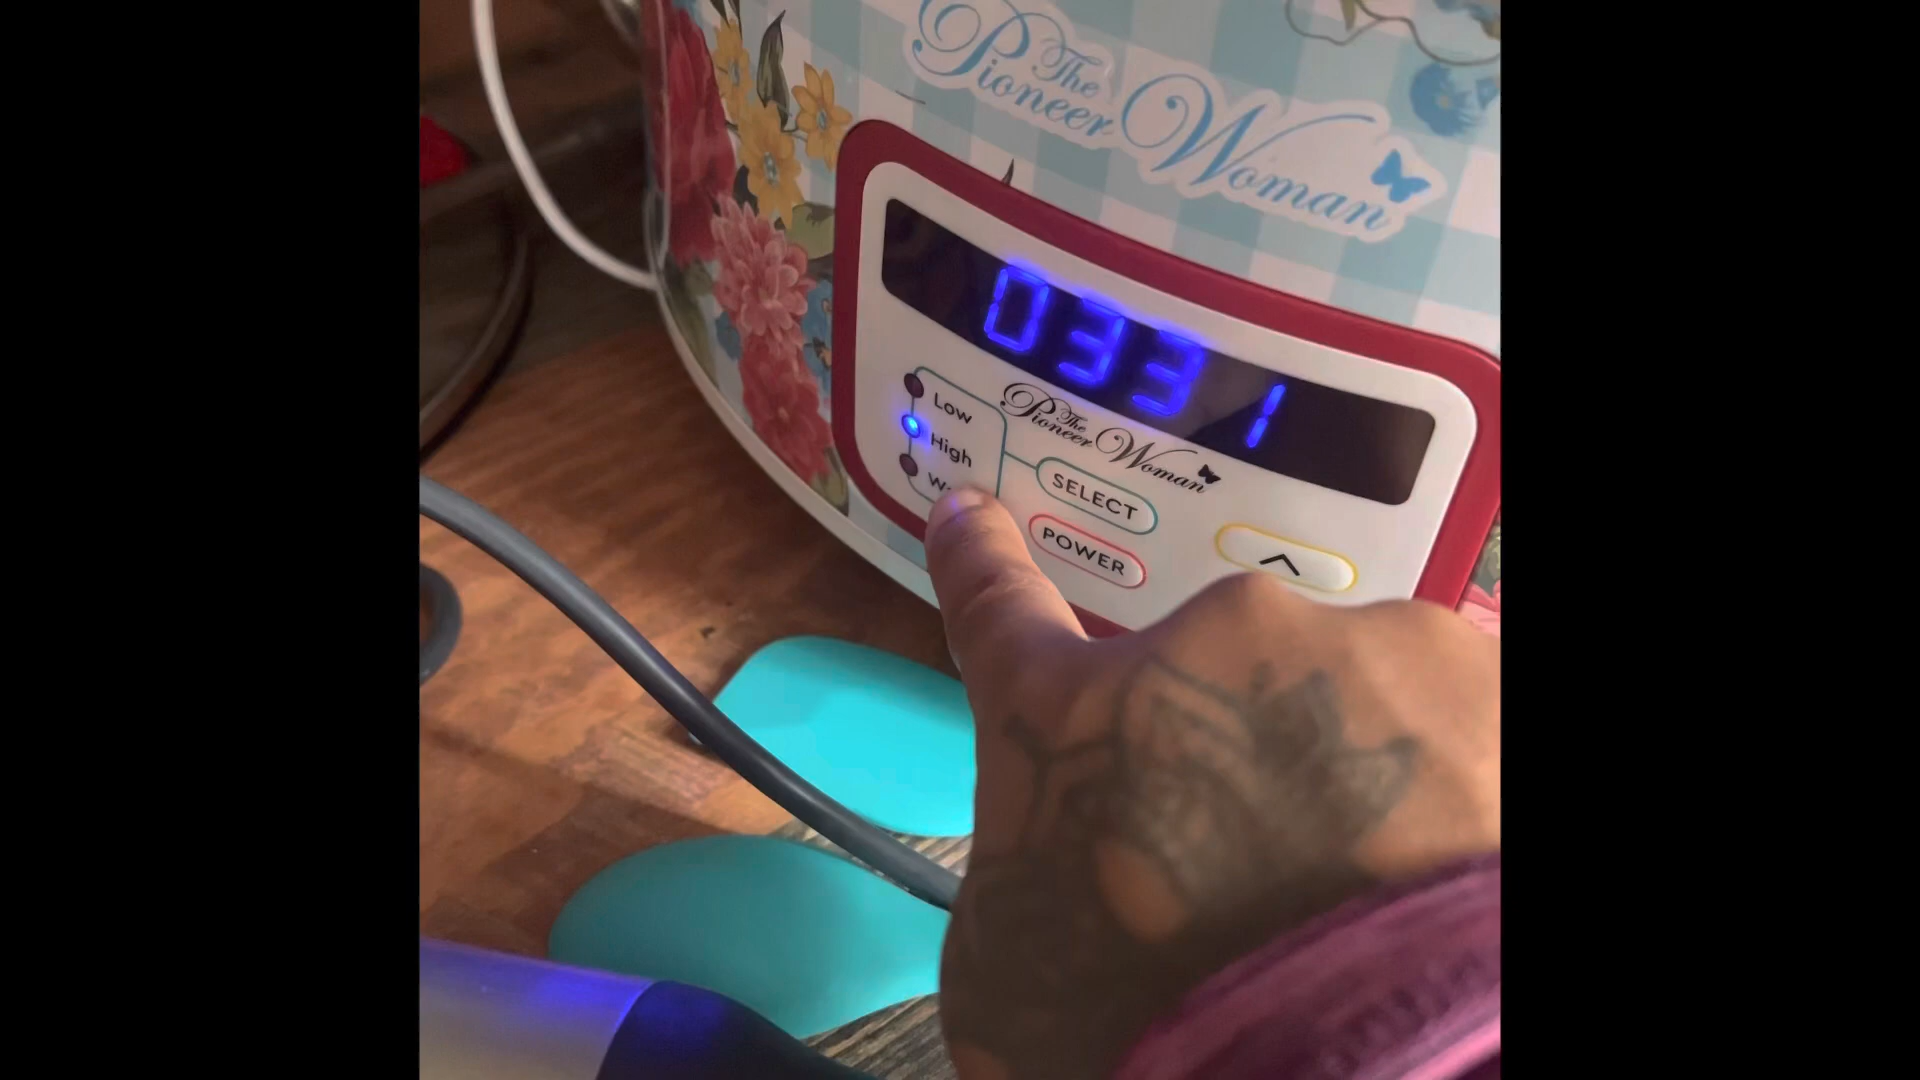 The
Pioneer Woman
0331
Low
High
The
Pioneer Woman
SELECT
POWER